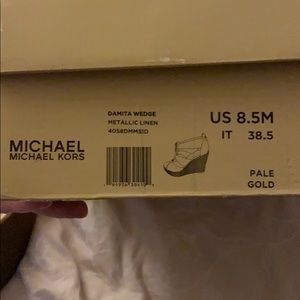 DAMITA WEDGE
METALLIC LINEN
MICHAEL
MICHAEL KORS
US 8.5M
IT 38.5
PALE
GOLD